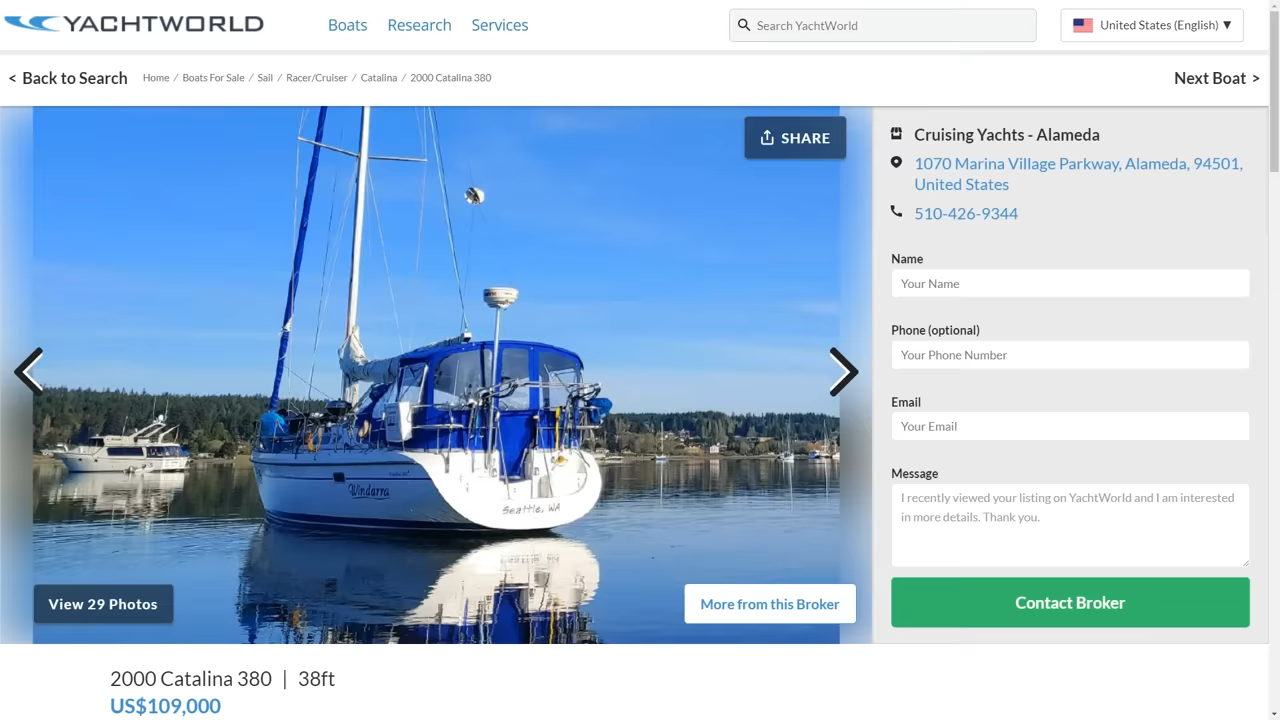 YACHTWORLD
Boats Research Services
Search YachtWorld
United States (English) ▼
< Back to Search
Home / Boats For Sale / Sail / Racer/Cruiser / Catalina / 2000 Catalina 380
Next Boat >
SHARE
Windarra
Seattle, WA
View 29 Photos
More from this Broker
Cruising Yachts - Alameda
1070 Marina Village Parkway, Alameda, 94501,
United States
510-426-9344
Name
Your Name
Phone (optional)
Your Phone Number
Email
Your Email
Message
I recently viewed your listing on YachtWorld and I am interested
in more details. Thank you.
Contact Broker
2000 Catalina 380 | 38ft
US$109,000